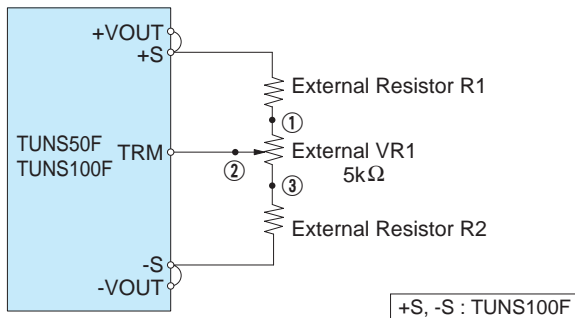 +VOUT
+S
External Resistor R1
①
TUNS50F
TUNS100F
TRM
②
External VR1
5kΩ
③
External Resistor R2
-S
-VOUT
+S, -S : TUNS100F